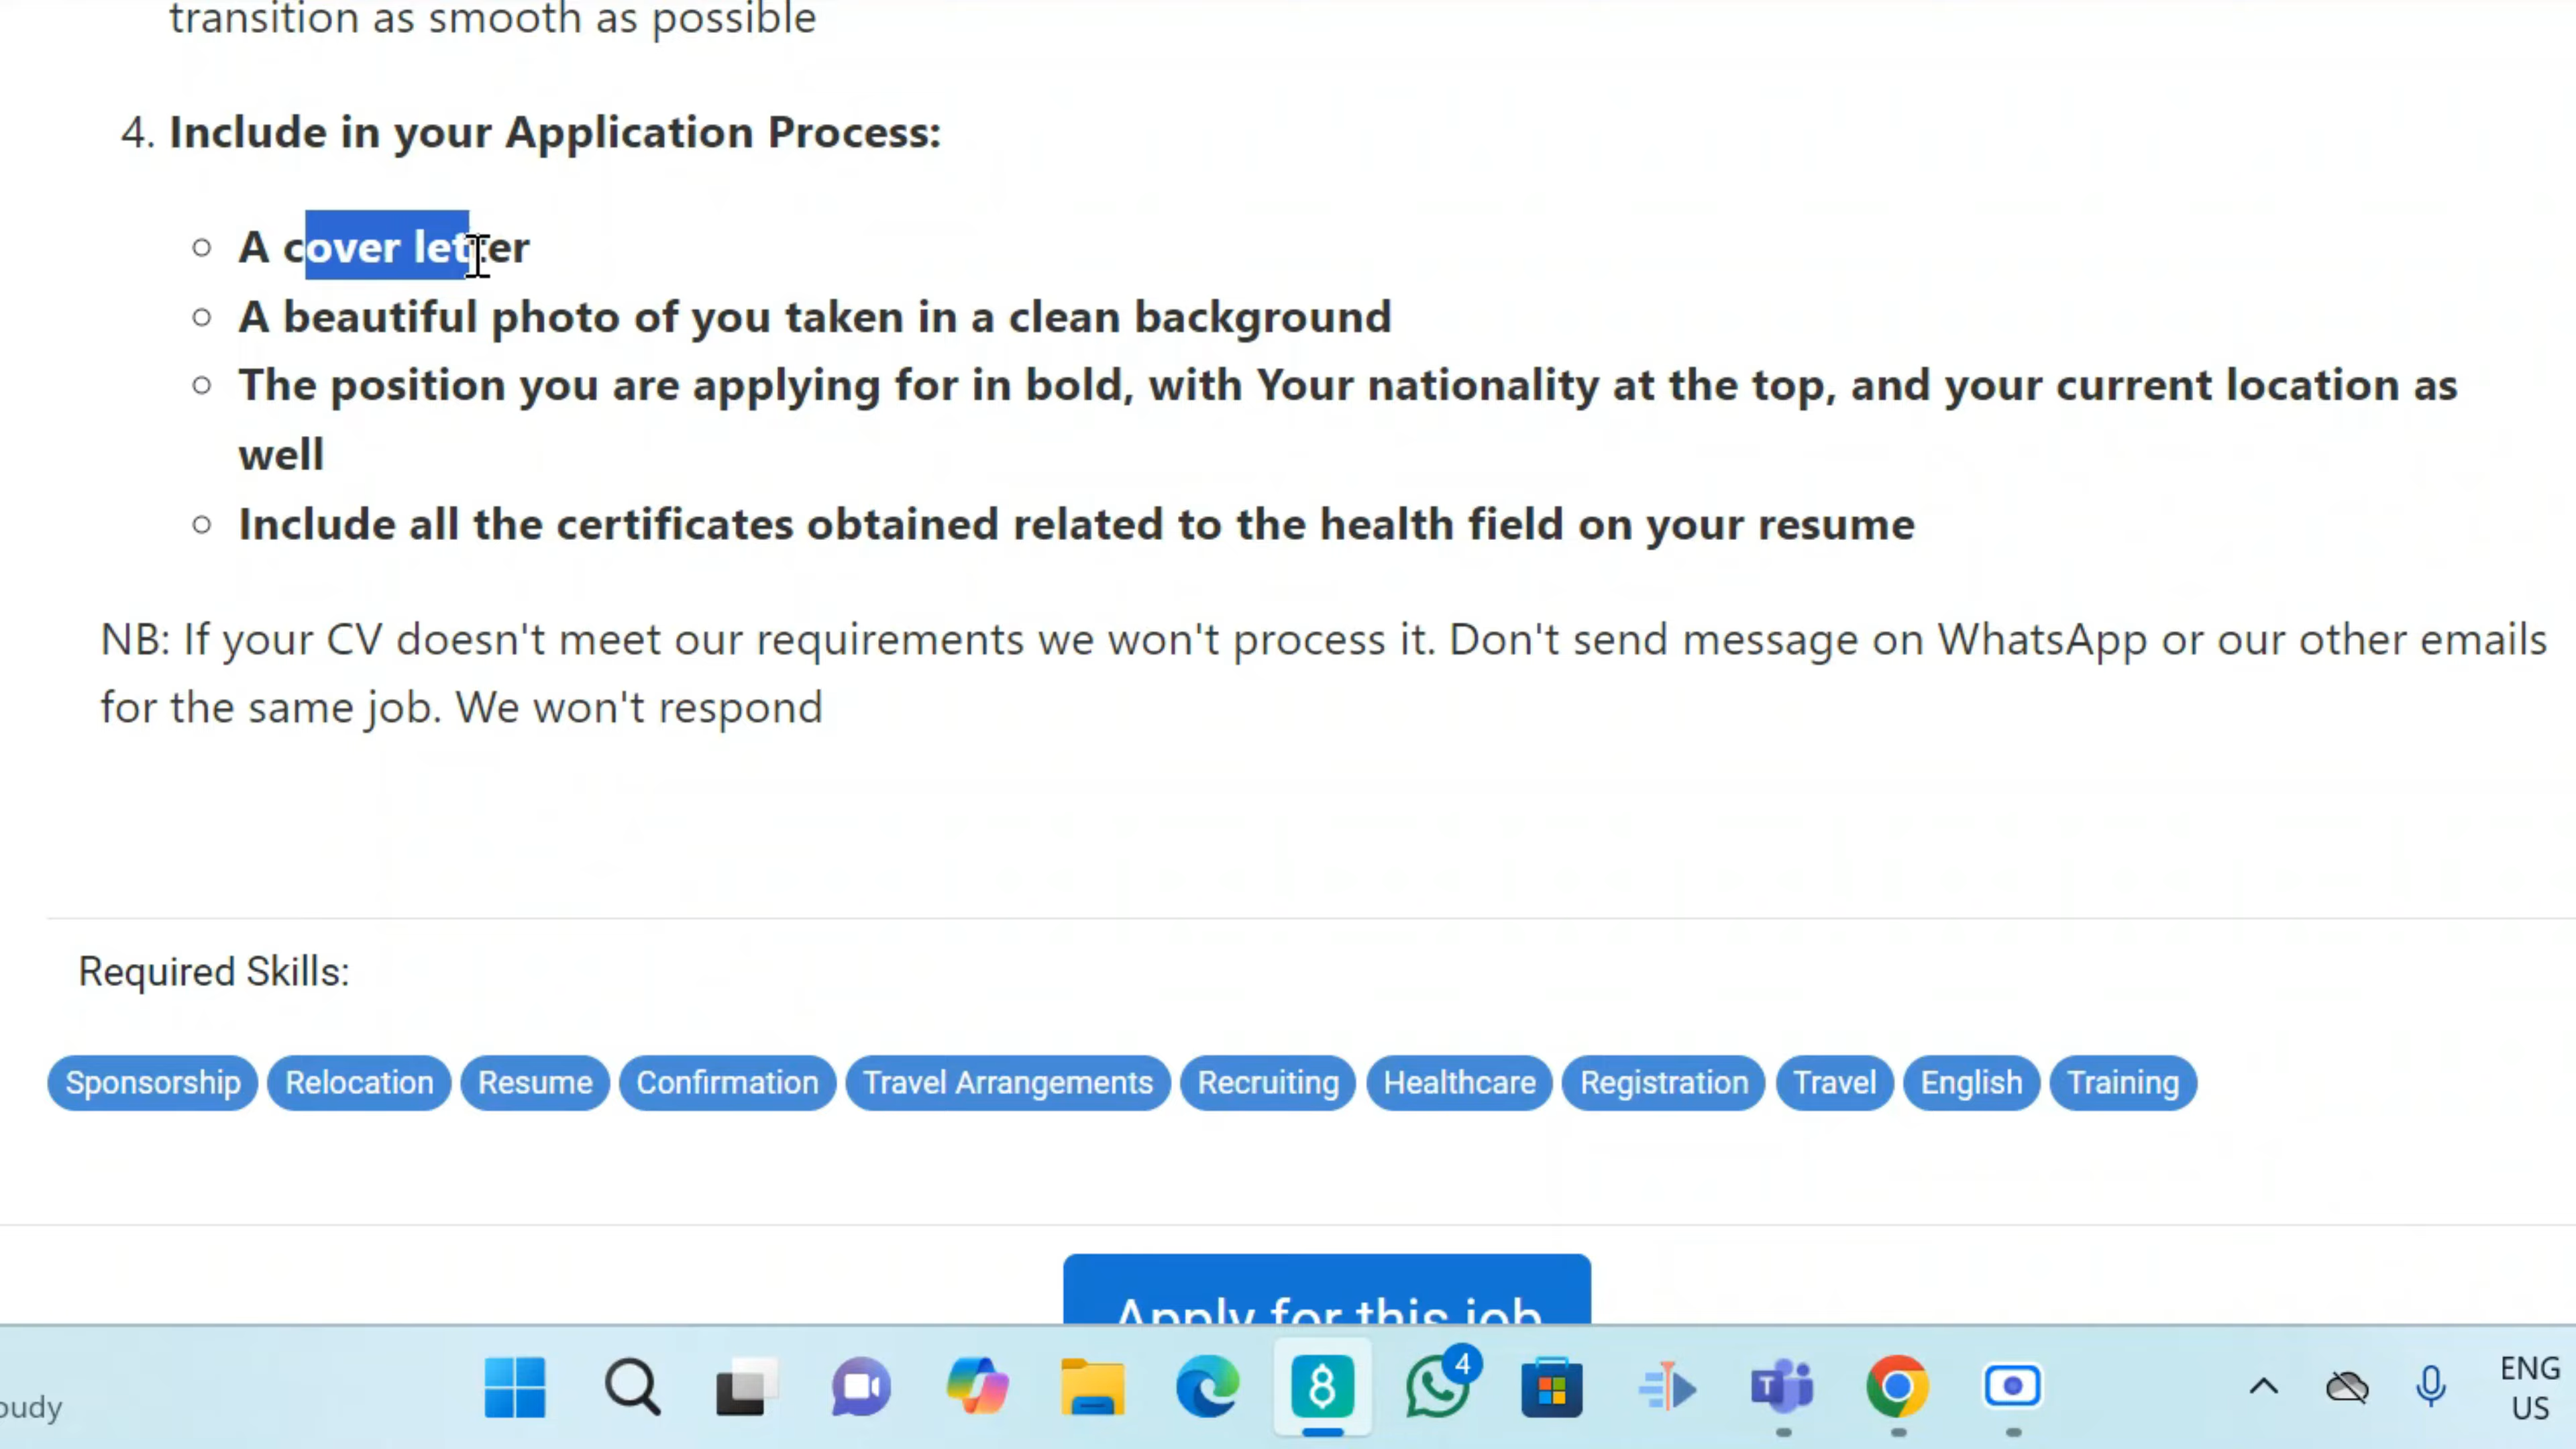 transition as smooth as possible
4. Include in your Application Process:
A cover letter
A beautiful photo of you taken in a clean background
The position you are applying for in bold, with Your nationality at the top, and your current location as
well
Include all the certificates obtained related to the health field on your resume
NB: If your CV doesn't meet our requirements we won't process it. Don't send message on WhatsApp or our other emails
for the same job. We won't respond
Required Skills:
Sponsorship Relocation Resume Confirmation Travel Arrangements Recruiting Healthcare Registration Travel English Training
Apply for this job
oudy
4
T
ENG
US